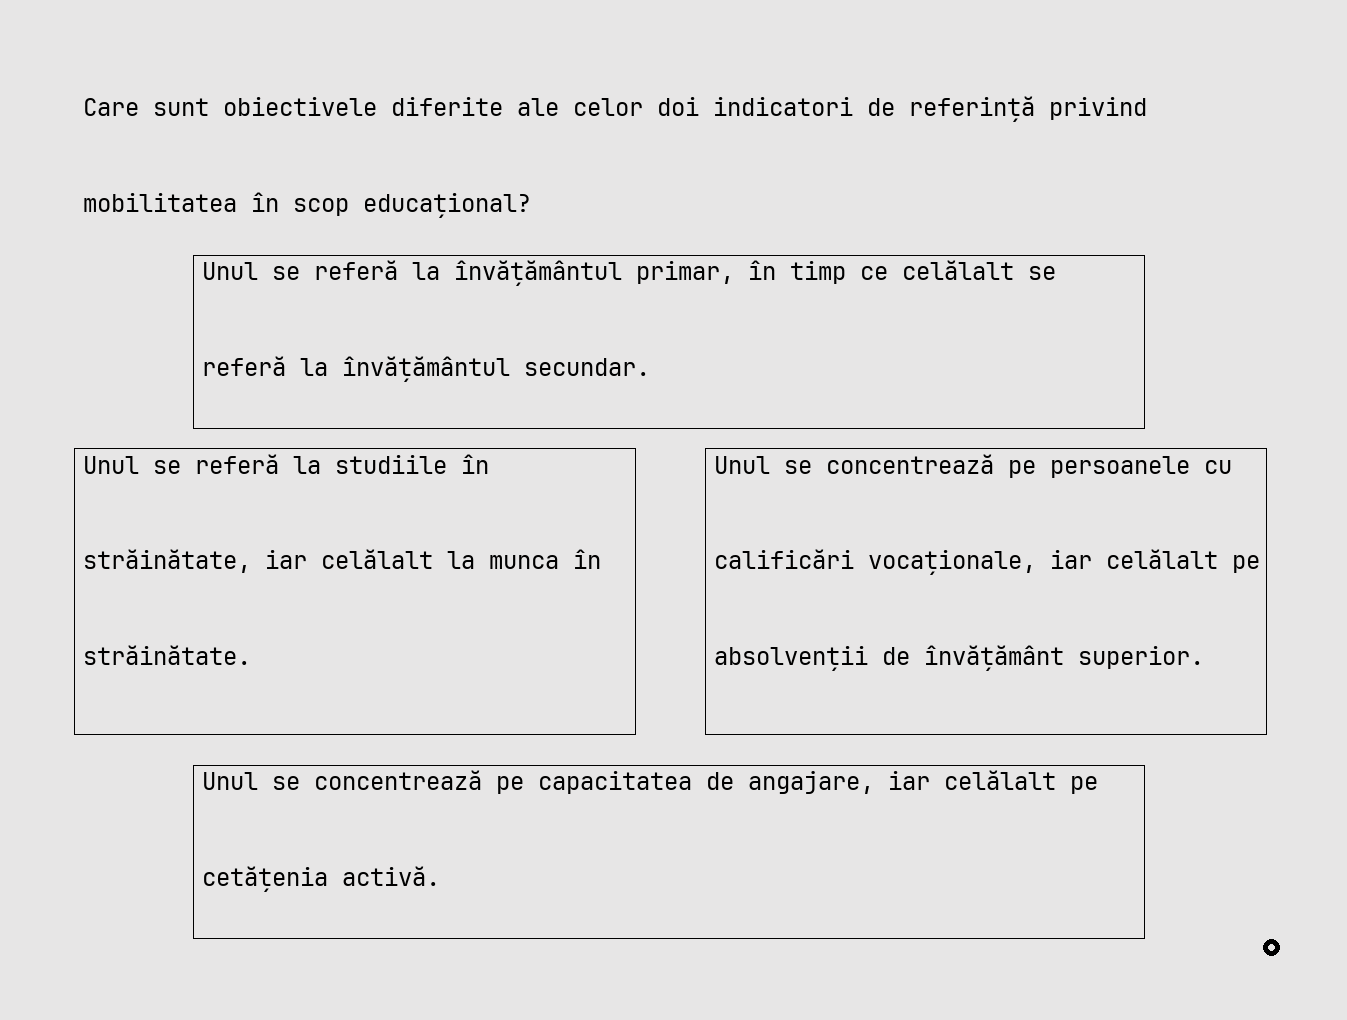 Care sunt obiectivele diferite ale celor doi indicatori de referință privind
mobilitatea în scop educațional?
Unul se referă la învățământul primar, în timp ce celălalt se
referă la învățământul secundar.
Unul se referă la studiile în
străinătate, iar celălalt la munca în
străinătate.
Unul se concentrează pe persoanele cu
calificări vocaționale, iar celălalt pe
absolvenții de învățământ superior.
Unul se concentrează pe capacitatea de angajare, iar celălalt pe
cetățenia activă.